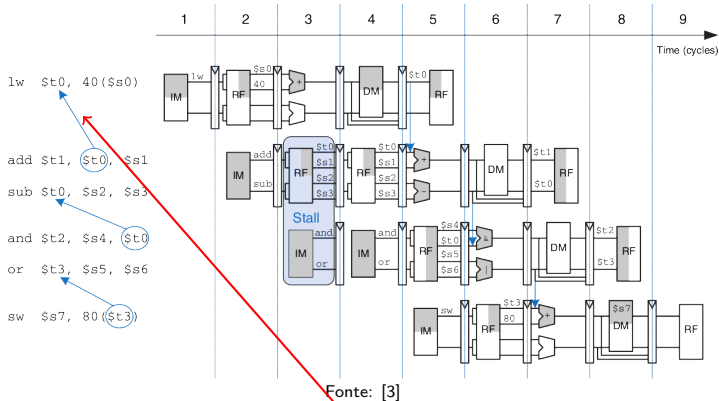 1 2 3 4 5 6 7 8 9
Time (cycles)
lw $t0, 40($s0)
IM lw RF $s0 40 + DM $t0 RF
add $t1, $t0, $s1
sub $t0, $s2, $s3
IM add sub RF $t0 $s1 $s2 $s3 RF $t0 $s1 $s2 $s3 + - DM $t1 $t0 RF
Stall
and $t2, $s4, $t0
or $t3, $s5, $s6
IM and or IM and or RF $s4 $t0 $s5 $s6 & | DM $t2 $t3 RF
sw $s7, 80($t3)
IM sw RF $t3 80 + $s7 DM RF
Fonte: [3]